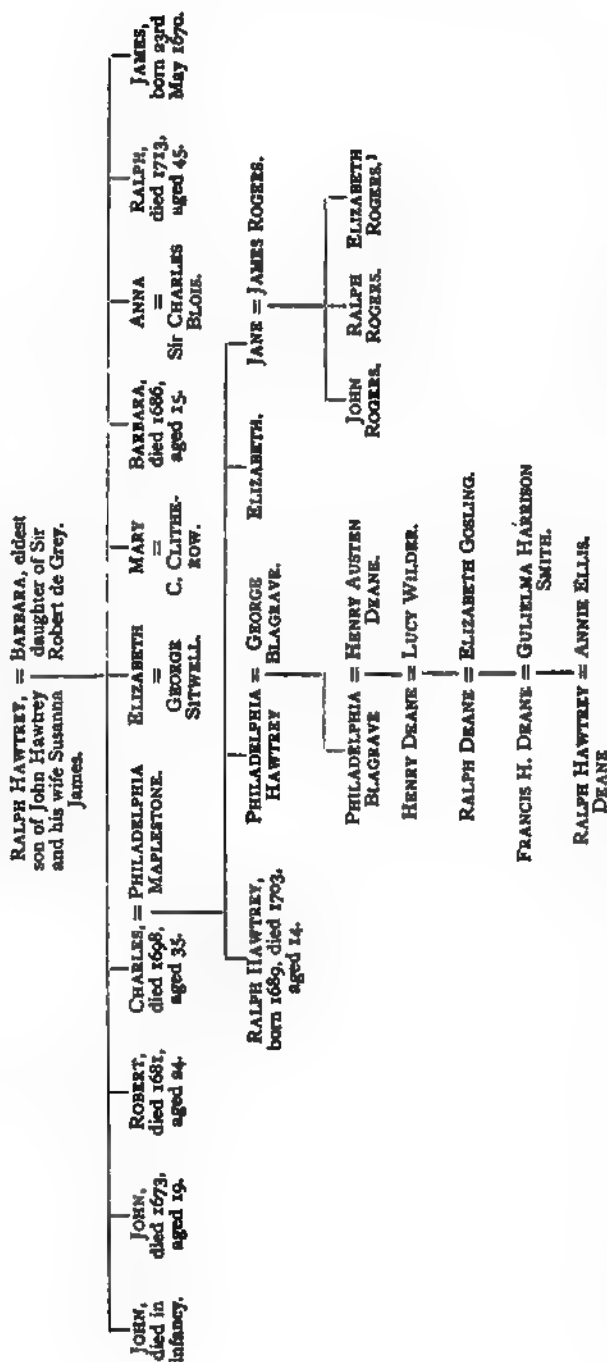 RALPH HAWTREY, = BARBARA, eldest
son of John Hawtrey daughter of Sir
and his wife Susanna Robert de Grey.
James.
JOHN,
died in
infancy.
JOHN,
died 1673,
aged 19.
ROBERT,
died 1681,
aged 24.
CHARLES, = PHILADELPHIA
died 1698, MAPLESTONE.
aged 35.
ELIZABETH
=
GEORGE
SITWELL.
MARY
=
C. CLITHE-
ROW.
BARBARA,
died 1686,
aged 15.
ANNA
=
Sir CHARLES
BLOIS.
RALPH,
died 1713,
aged 45.
JAMES,
born 23rd
May 1670.
RALPH HAWTREY,
born 1689, died 1703,
aged 14.
PHILADELPHIA = GEORGE
HAWTREY BLAGRAVE.
ELIZABETH.
JANE = JAMES ROGERS.
JOHN
ROGERS.
RALPH
ROGERS.
ELIZABETH
ROGERS.¹
PHILADELPHIA = HENRY AUSTEN
BLAGRAVE DEANE.
HENRY DEANE = LUCY WILDER.
RALPH DEANE = ELIZABETH GOSLING.
FRANCIS H. DEANE = GULIELMA HARRISON
SMITH.
RALPH HAWTREY = ANNIE ELLIS.
DEANE